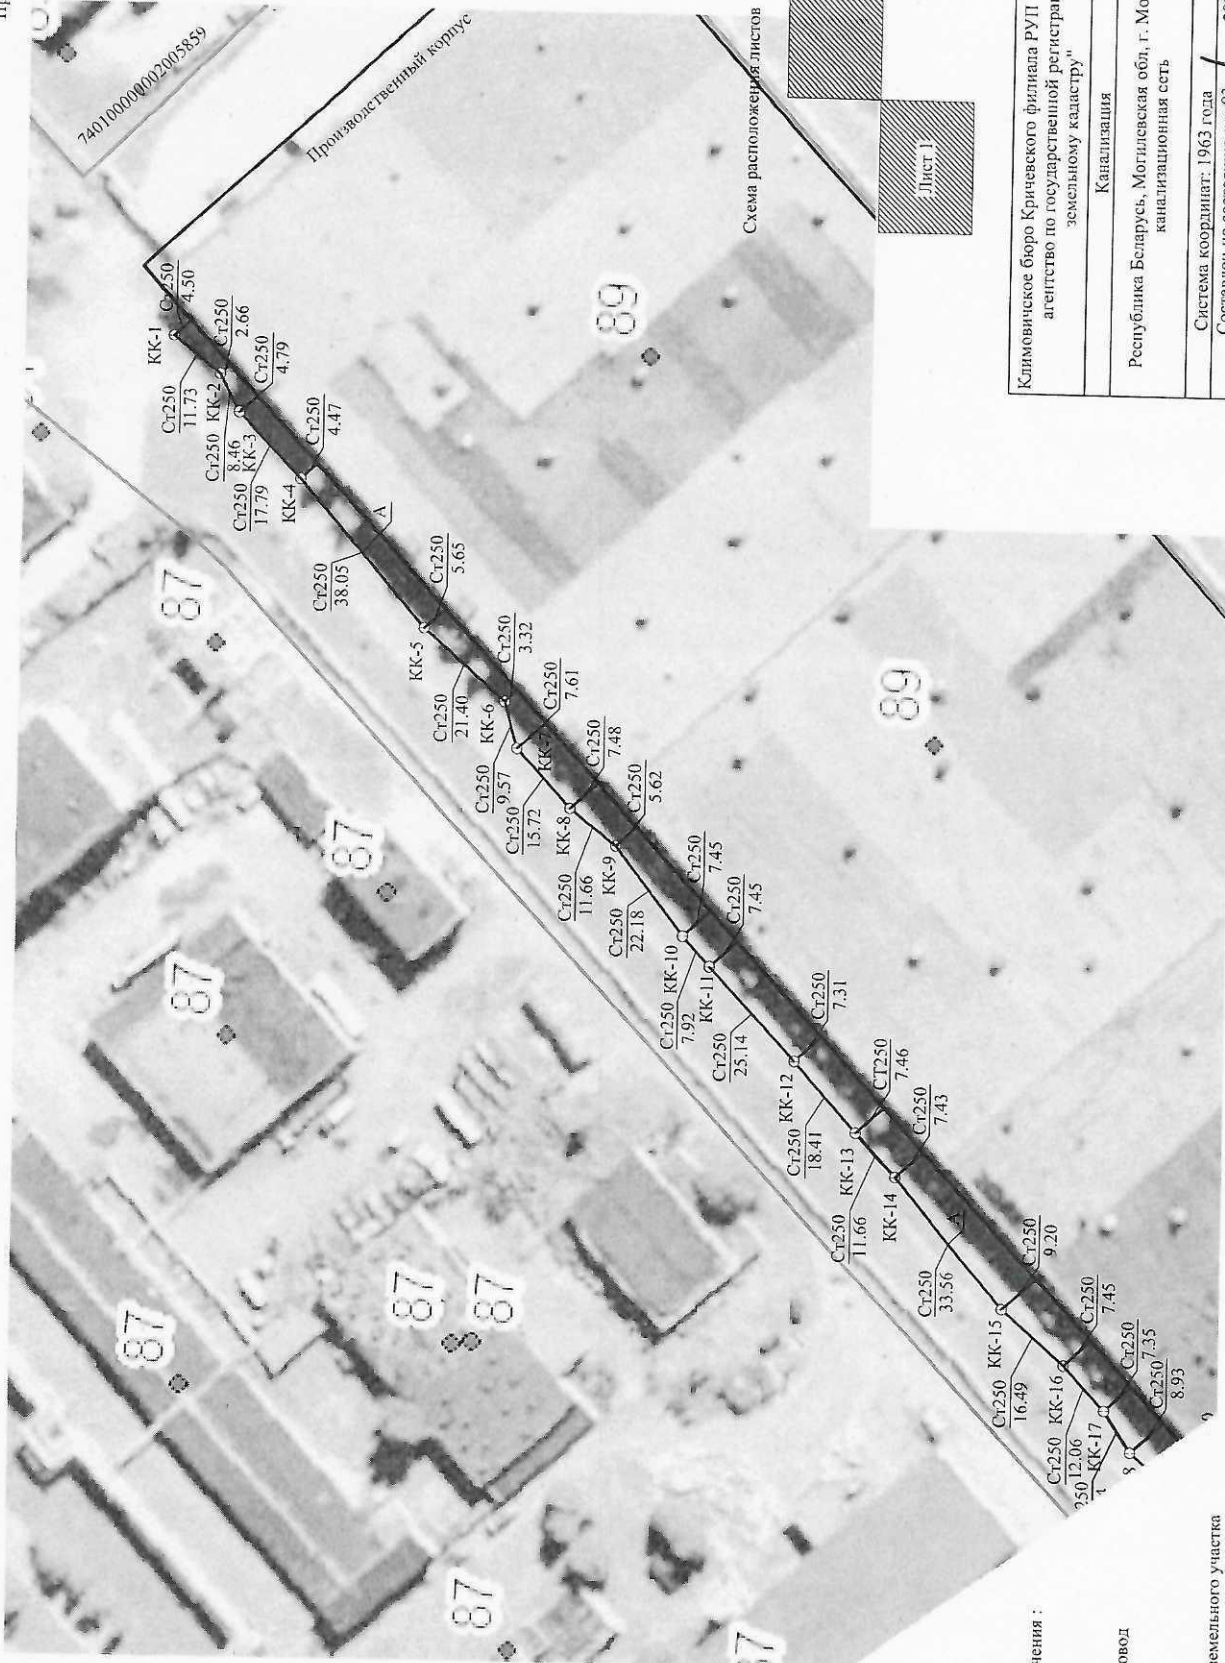 740100000002005859
Производственный корпус
КК-1
Ст250
4.50
Ст250
11.73
КК-2
Ст250
2.66
Ст250
8.46
КК-3
Ст250
4.79
Ст250
17.79
КК-4
Ст250
4.47
Ст250
38.05
А
КК-5
Ст250
5.65
Ст250
21.40
КК-6
Ст250
3.32
Ст250
9.57
КК-7
Ст250
7.61
Ст250
15.72
КК-8
Ст250
7.48
Ст250
11.66
КК-9
Ст250
5.62
Ст250
22.18
КК-10
Ст250
7.45
Ст250
7.92
КК-11
Ст250
7.45
Ст250
25.14
КК-12
Ст250
7.31
Ст250
18.41
КК-13
СТ250
7.46
Ст250
11.66
КК-14
Ст250
7.43
Ст250
33.56
А
КК-15
Ст250
9.20
Ст250
16.49
КК-16
Ст250
7.45
Ст250
12.06
КК-17
Ст250
7.35
250
8
Ст250
8.93
87
87
87
87
87
87
87
87
89
89
Схема расположения листов
Лист 1
Климовичское бюро Кричевского филиала РУП
агентство по государственной регистра
земельному кадастру"
Канализация
Республика Беларусь, Могилевская обл, г. Мо
канализационная сеть
Система координат: 1963 года
чения :
овод
земельного участка